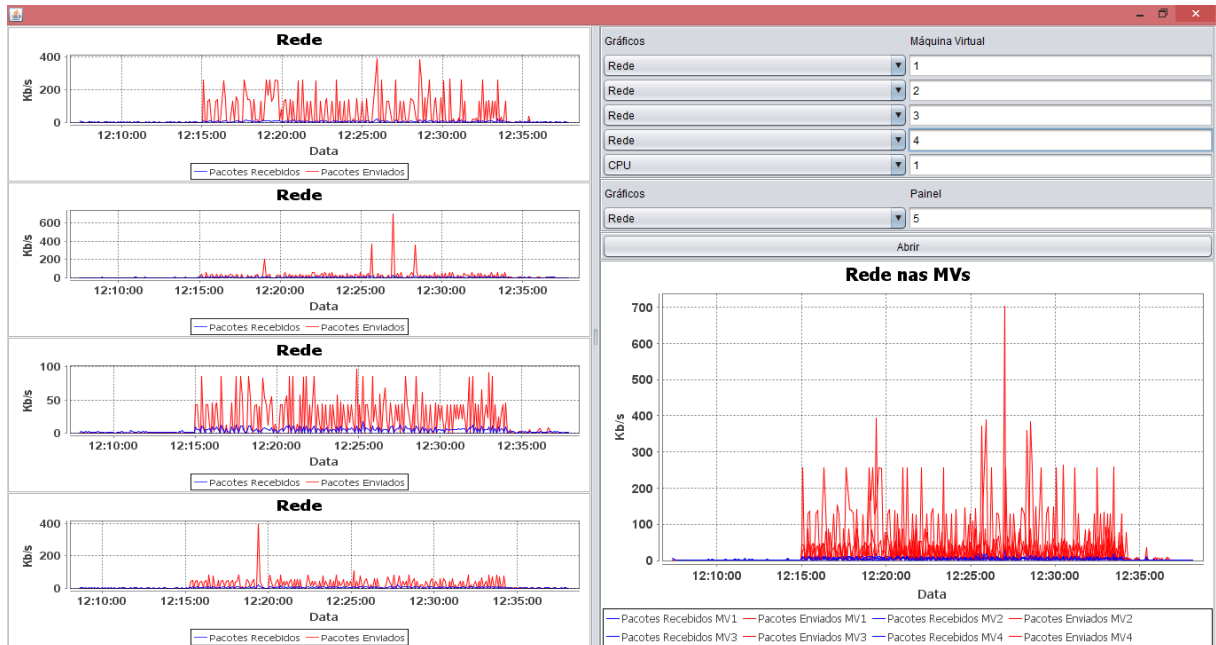 Rede
400
200
0
Kb/s
12:10:00 12:15:00 12:20:00 12:25:00 12:30:00 12:35:00
Data
Pacotes Recebidos Pacotes Enviados
Rede
600
400
200
0
Kb/s
12:10:00 12:15:00 12:20:00 12:25:00 12:30:00 12:35:00
Data
Pacotes Recebidos Pacotes Enviados
Rede
100
50
0
Kb/s
12:10:00 12:15:00 12:20:00 12:25:00 12:30:00 12:35:00
Data
Pacotes Recebidos Pacotes Enviados
Rede
400
200
0
Kb/s
12:10:00 12:15:00 12:20:00 12:25:00 12:30:00 12:35:00
Data
Pacotes Recebidos Pacotes Enviados
Gráficos Máquina Virtual
Rede 1
Rede 2
Rede 3
Rede 4
CPU 1
Gráficos Painel
Rede 5
Abrir
Rede nas MVs
700
600
500
400
300
200
100
0
Kb/s
12:10:00 12:15:00 12:20:00 12:25:00 12:30:00 12:35:00
Data
Pacotes Recebidos MV1 Pacotes Enviados MV1 Pacotes Recebidos MV2 Pacotes Enviados MV2
Pacotes Recebidos MV3 Pacotes Enviados MV3 Pacotes Recebidos MV4 Pacotes Enviados MV4